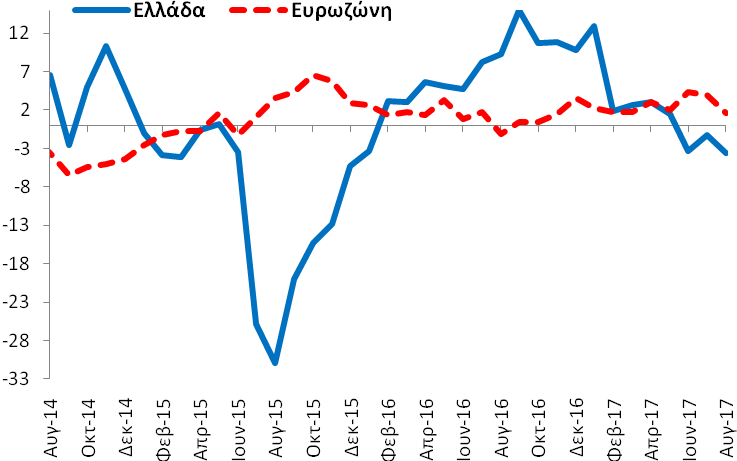 Ελλάδα Ευρωζώνη
12
7
2
-3
-8
-13
-18
-23
-28
-33
Αυγ-14
Οκτ-14
Δεκ-14
Φεβ-15
Απρ-15
Ιουν-15
Αυγ-15
Οκτ-15
Δεκ-15
Φεβ-16
Απρ-16
Ιουν-16
Αυγ-16
Οκτ-16
Δεκ-16
Φεβ-17
Απρ-17
Ιουν-17
Αυγ-17